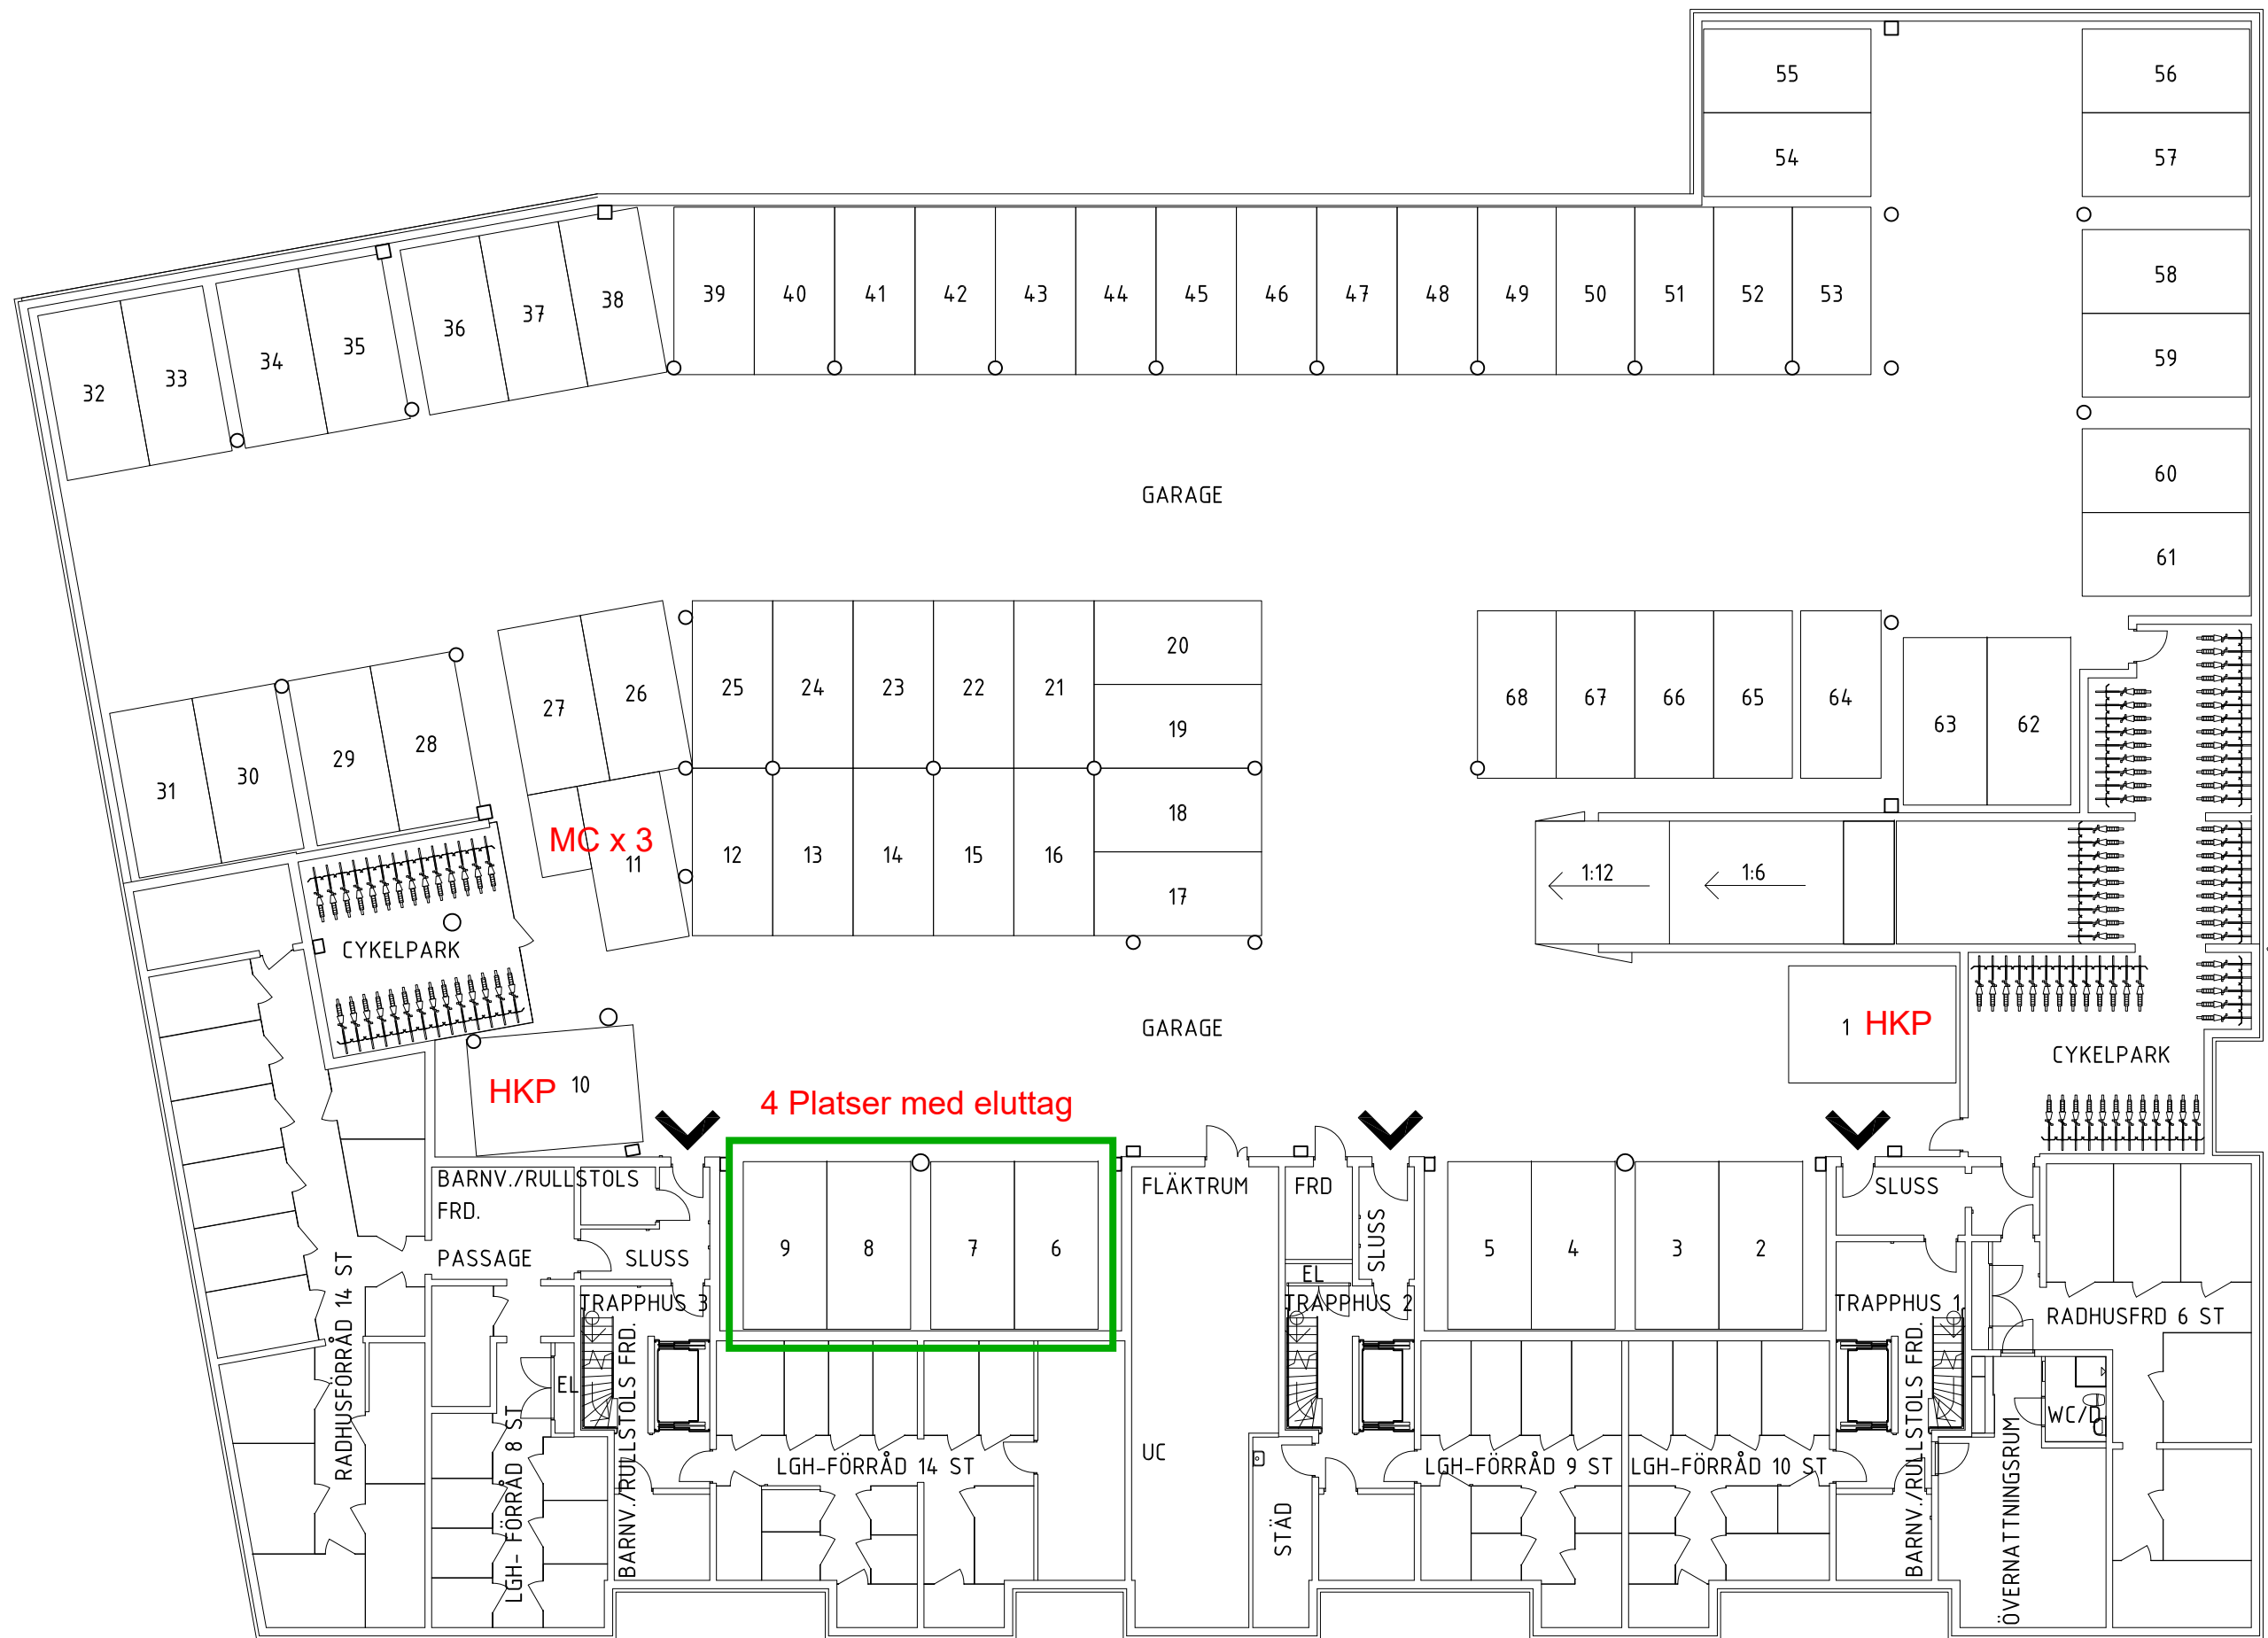 55
56
54
57
58
39 40 41 42 43 44 45 46 47 48 49 50 51 52 53
38
37
36
35
34
33
32
59
60
GARAGE
61
20
27 26
25 24 23 22 21
19
68 67 66 65 64
63 62
31 30 29 28
18
MC x 3
11
12 13 14 15 16
17
1:12 1:6
CYKELPARK
GARAGE
1 HKP
CYKELPARK
HKP 10
4 Platser med eluttag
BARNV./RULLSTOLS
FRD.
FLÄKTRUM
FRD
SLUSS
SLUSS
PASSAGE
SLUSS
9 8 7 6
5 4 3 2
EL
TRAPPHUS 3
TRAPPHUS 2
TRAPPHUS 1
RADHUSFRD 6 ST
RADHUSFÖRRÅD 14 ST
EL
BARNV./RULLSTOLS FRD.
BARNV./RULLSTOLS FRD.
WC/D
LGH- FÖRRÅD 8 ST
UC
LGH-FÖRRÅD 14 ST
LGH-FÖRRÅD 9 ST
LGH-FÖRRÅD 10 ST
STÄD
ÖVERNATTNINGSRUM